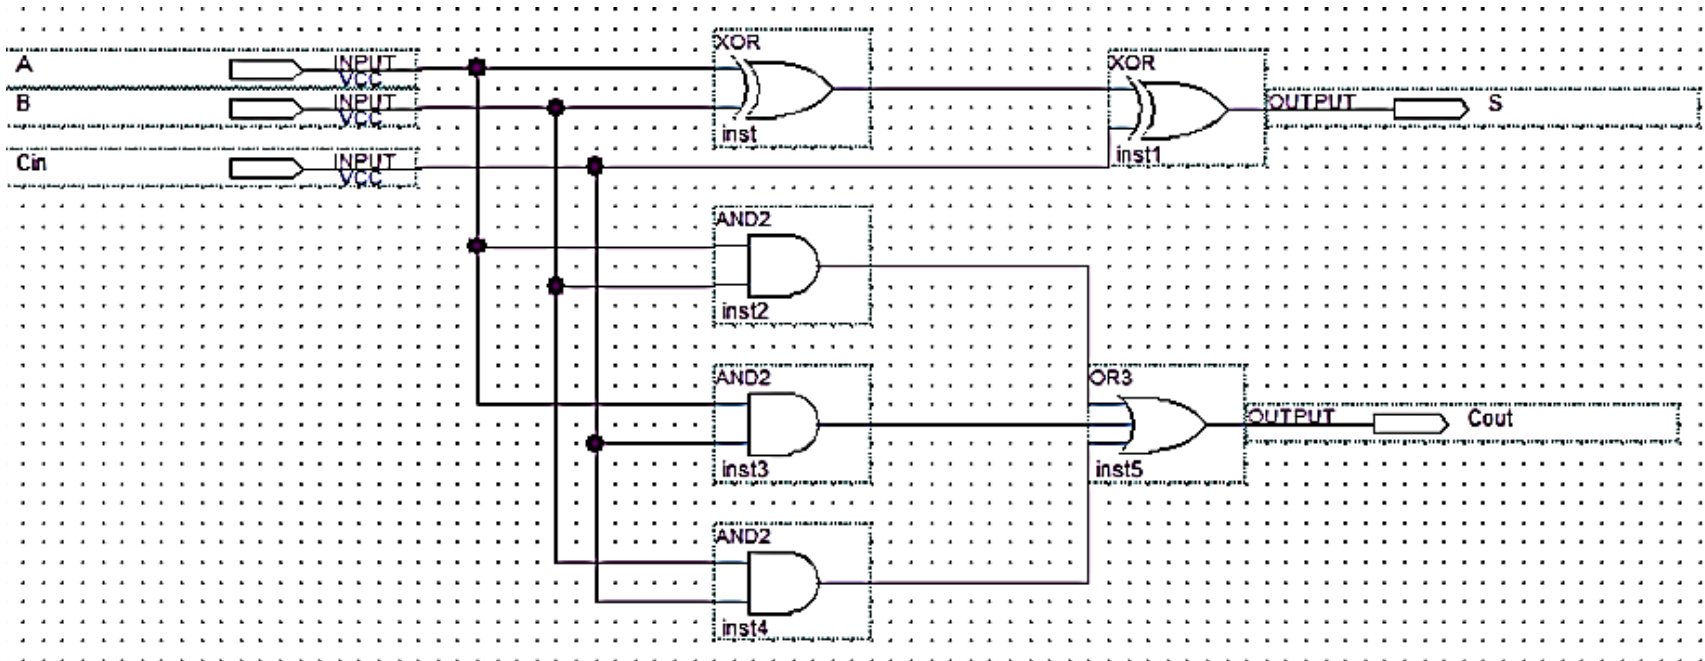 XOR
A INPUT
VCC
XOR
B INPUT
VCC
OUTPUT S
inst
inst1
Cin INPUT
VCC
AND2
inst2
AND2
OR3
OUTPUT Cout
inst3
inst5
AND2
inst4